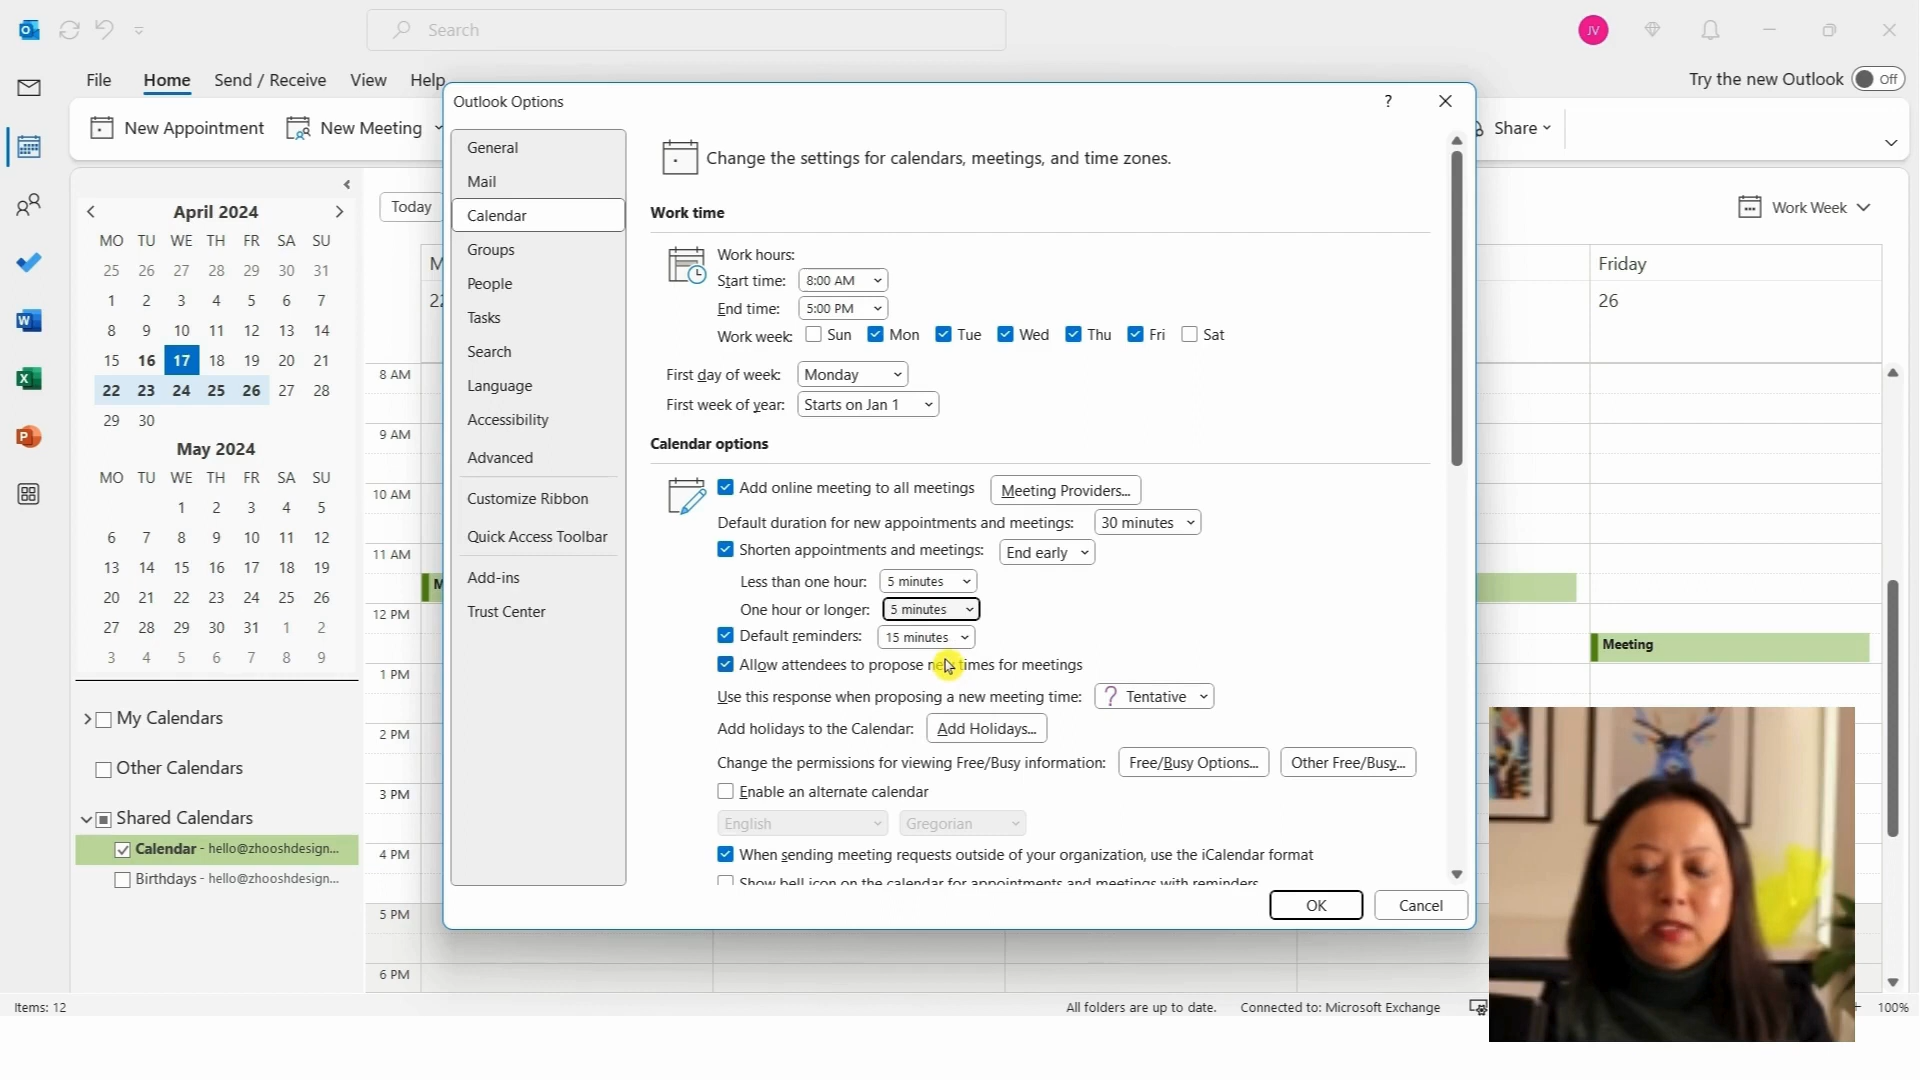 Search
JV
File Home Send / Receive View Help
Try the new Outlook Off
New Appointment New Meeting
Share
Outlook Options
?
General
Mail
Calendar
Groups
People
Tasks
Search
Language
Accessibility
Advanced
Customize Ribbon
Quick Access Toolbar
Add-ins
Trust Center
Change the settings for calendars, meetings, and time zones.
Work time
Work hours:
Start time: 8:00 AM
End time: 5:00 PM
Work week: Sun Mon Tue Wed Thu Fri Sat
First day of week: Monday
First week of year: Starts on Jan 1
Calendar options
Add online meeting to all meetings Meeting Providers...
Default duration for new appointments and meetings: 30 minutes
Shorten appointments and meetings: End early
Less than one hour: 5 minutes
One hour or longer: 5 minutes
Default reminders: 15 minutes
Allow attendees to propose new times for meetings
Use this response when proposing a new meeting time: ? Tentative
Add holidays to the Calendar: Add Holidays...
Change the permissions for viewing Free/Busy information: Free/Busy Options... Other Free/Busy...
Enable an alternate calendar
English Gregorian
When sending meeting requests outside of your organization, use the iCalendar format
Show bell icon on the calendar for appointments and meetings with reminders
OK Cancel
April 2024
MO TU WE TH FR SA SU
25 26 27 28 29 30 31
1 2 3 4 5 6 7
8 9 10 11 12 13 14
15 16 17 18 19 20 21
22 23 24 25 26 27 28
29 30
May 2024
MO TU WE TH FR SA SU
1 2 3 4 5
6 7 8 9 10 11 12
13 14 15 16 17 18 19
20 21 22 23 24 25 26
27 28 29 30 31 1 2
3 4 5 6 7 8 9
My Calendars
Other Calendars
Shared Calendars
Calendar - hello@zhooshdesign...
Birthdays - hello@zhooshdesign...
Today
Work Week
M
22
Friday
26
8 AM
9 AM
10 AM
11 AM
M
12 PM
Meeting
1 PM
2 PM
3 PM
4 PM
5 PM
6 PM
Items: 12
All folders are up to date. Connected to: Microsoft Exchange
100%